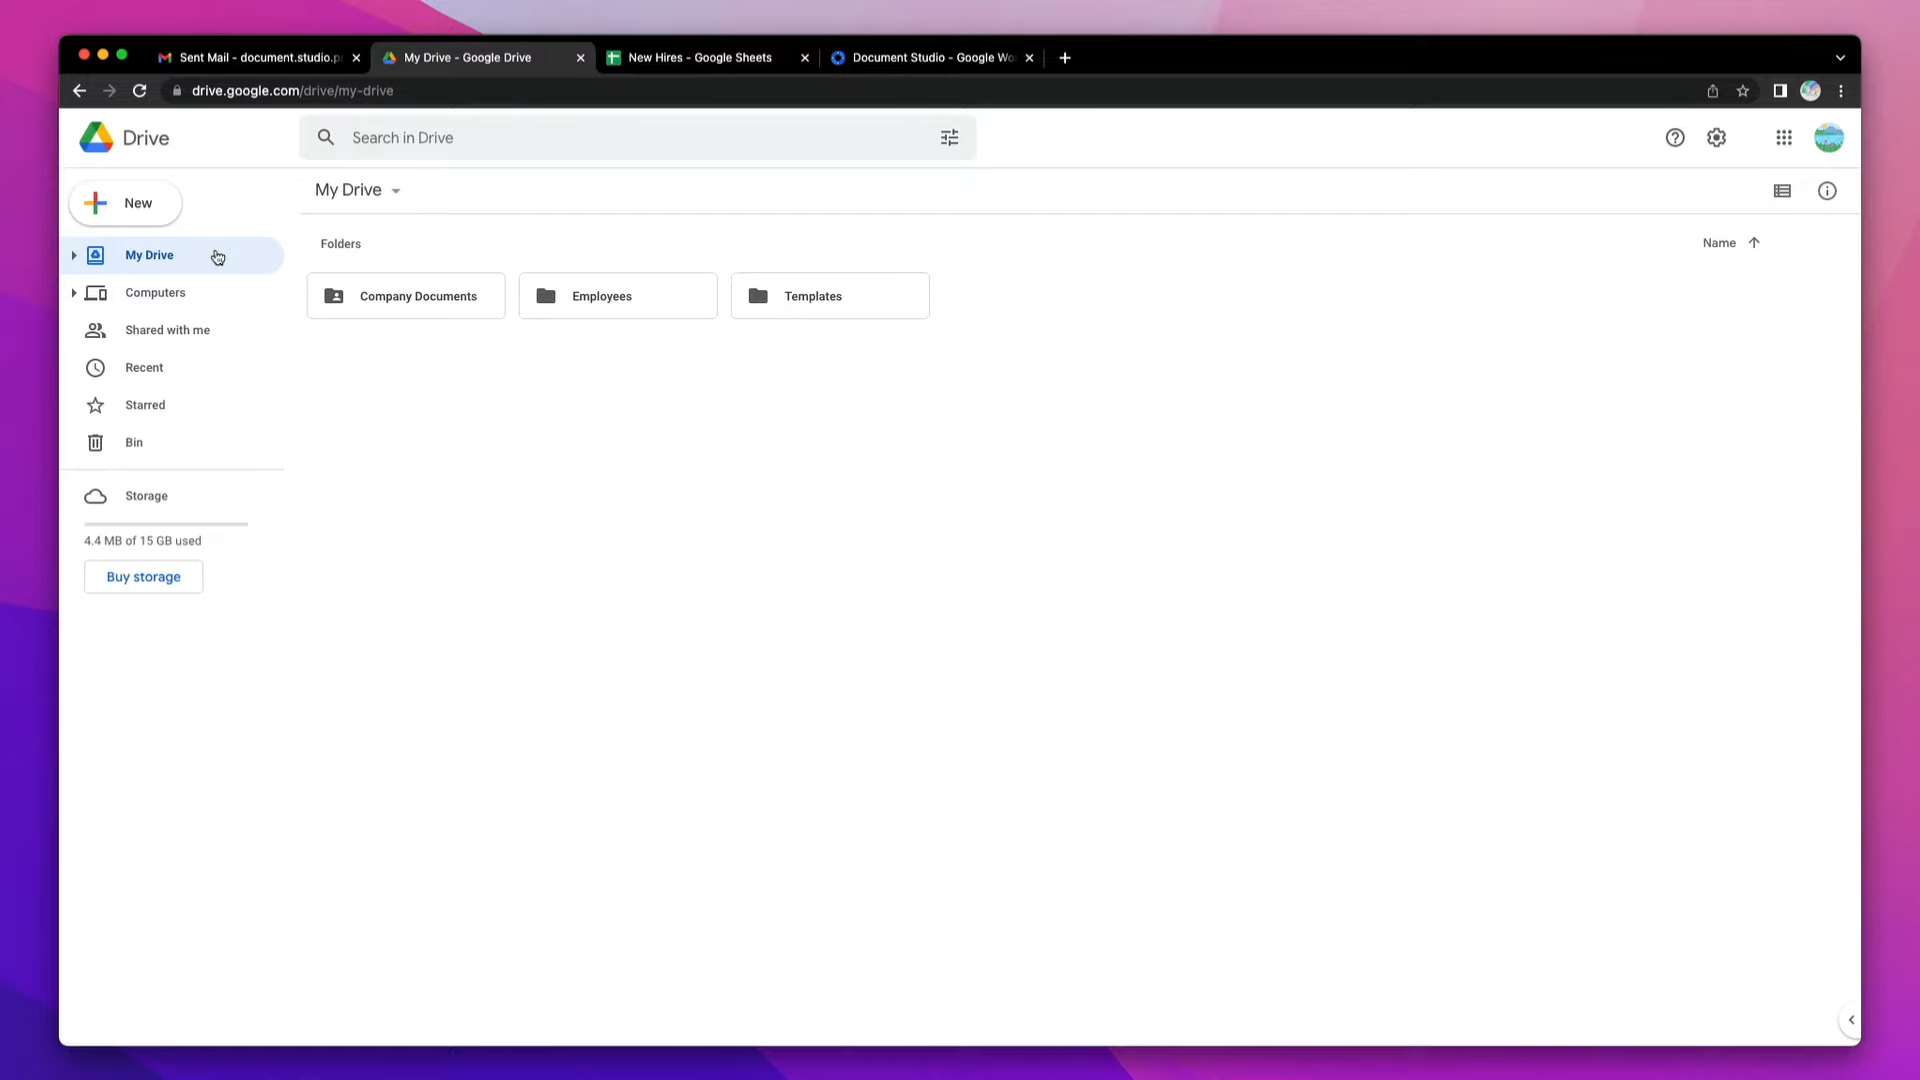 Sent Mail - document.studio.p
My Drive - Google Drive
New Hires - Google Sheets
Document Studio - Google Wo
drive.google.com/drive/my-drive
Drive
Search in Drive
New
My Drive
My Drive
Computers
Shared with me
Recent
Starred
Bin
Storage
4.4 MB of 15 GB used
Buy storage
Folders
Name
Company Documents
Employees
Templates